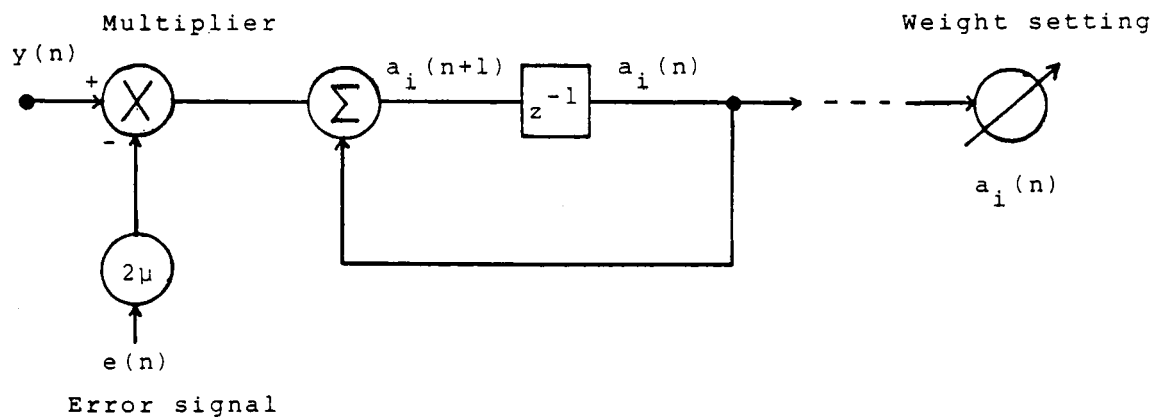 Multiplier
Weight setting
y(n)
+
×
-
Σ
a_i(n+1)
z^-1
a_i(n)
a_i(n)
2μ
e(n)
Error signal